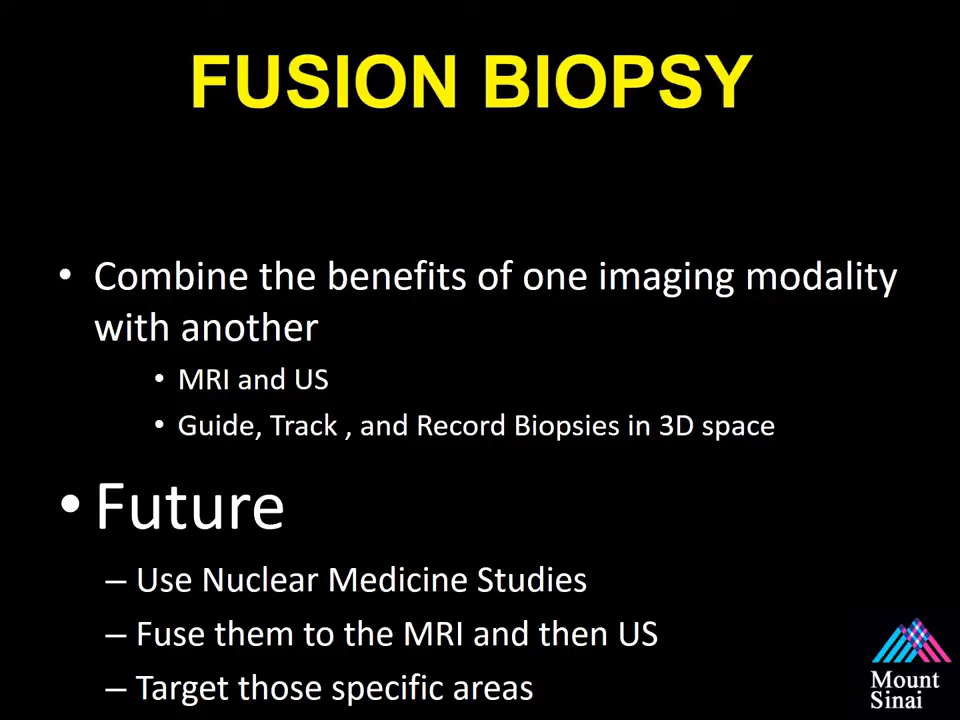 FUSION BIOPSY
• Combine the benefits of one imaging modality
with another
• MRI and US
• Guide, Track , and Record Biopsies in 3D space
• Future
– Use Nuclear Medicine Studies
– Fuse them to the MRI and then US
– Target those specific areas
Mount
Sinai